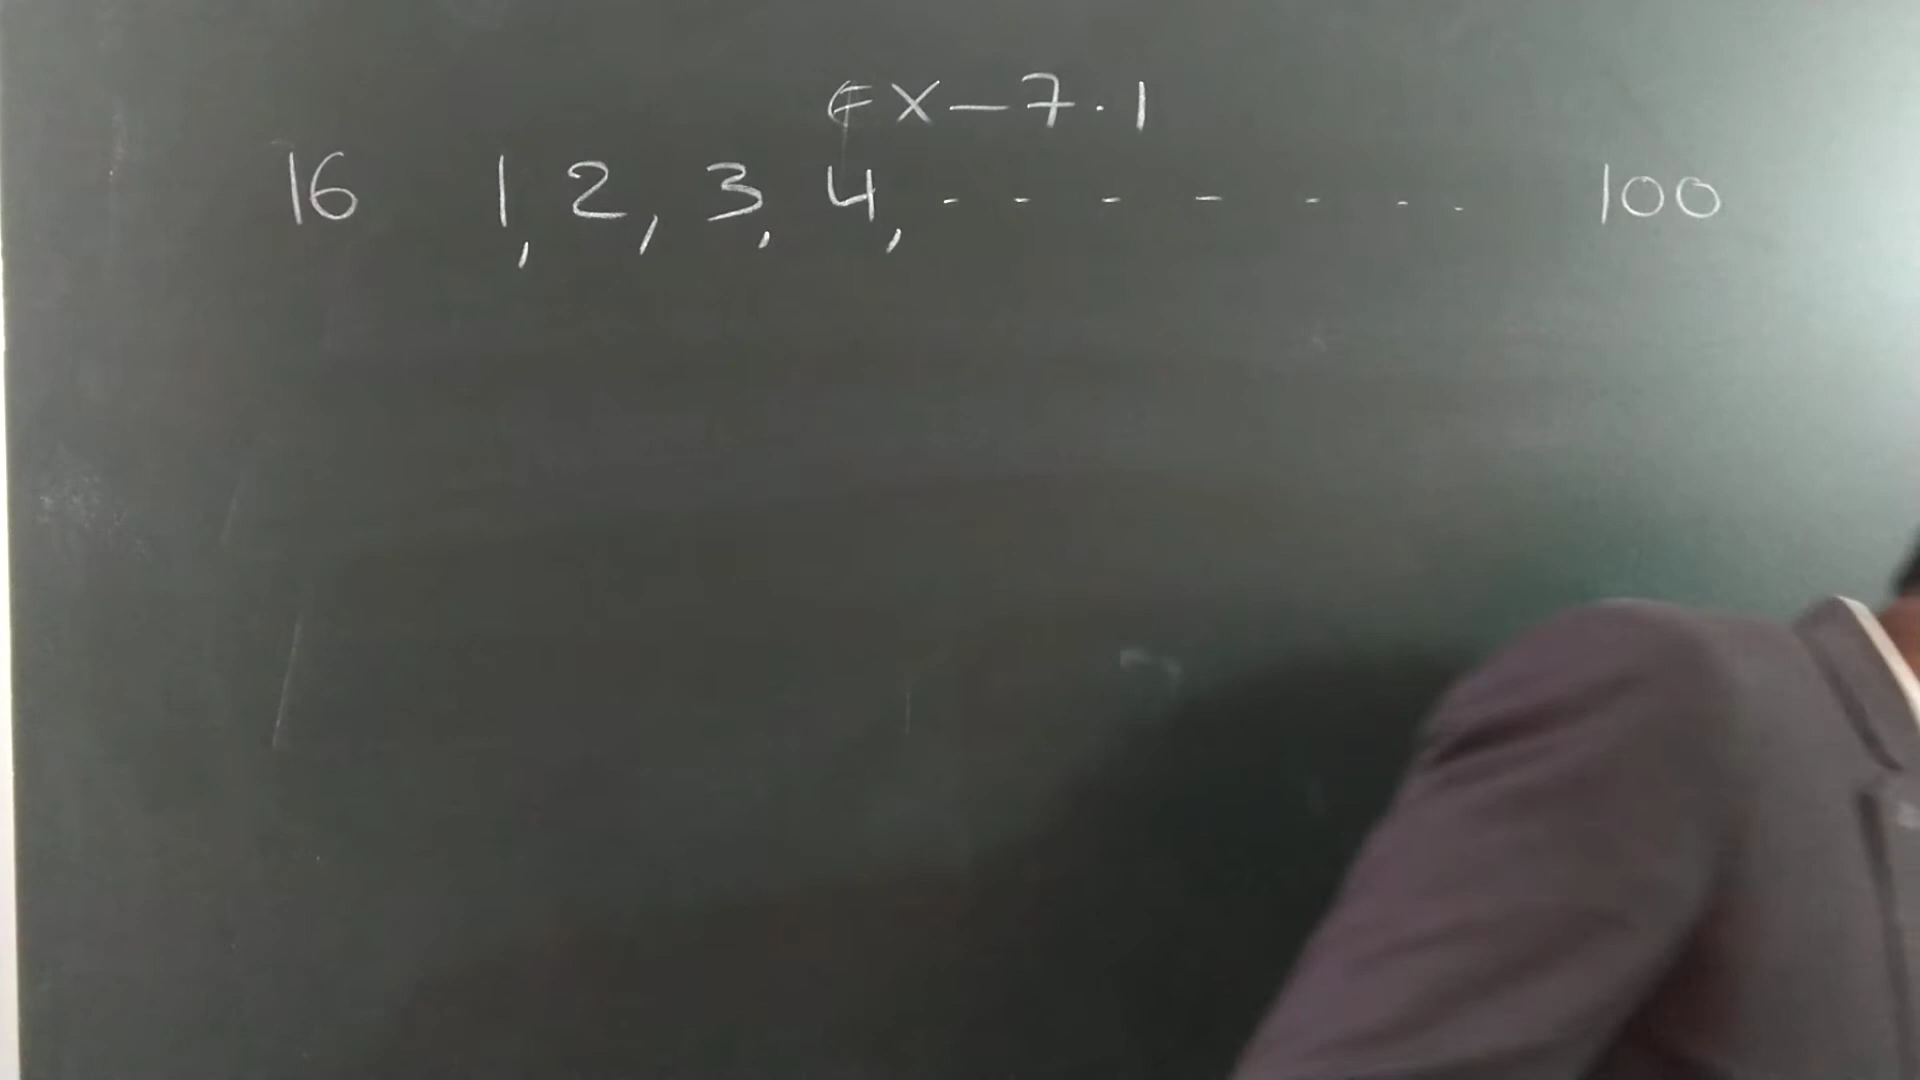 Ex-7.1
16 1, 2, 3, 4, - - - - - - - 100